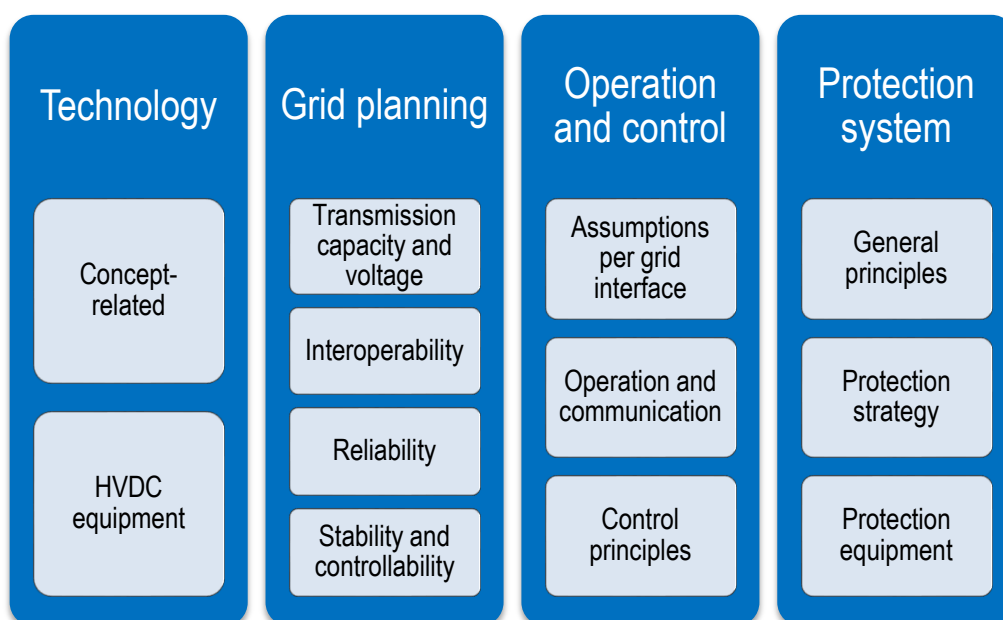 Technology
Concept-
related
HVDC
equipment
Grid planning
Transmission
capacity and
voltage
Interoperability
Reliability
Stability and
controllability
Operation
and control
Assumptions
per grid
interface
Operation and
communication
Control
principles
Protection
system
General
principles
Protection
strategy
Protection
equipment